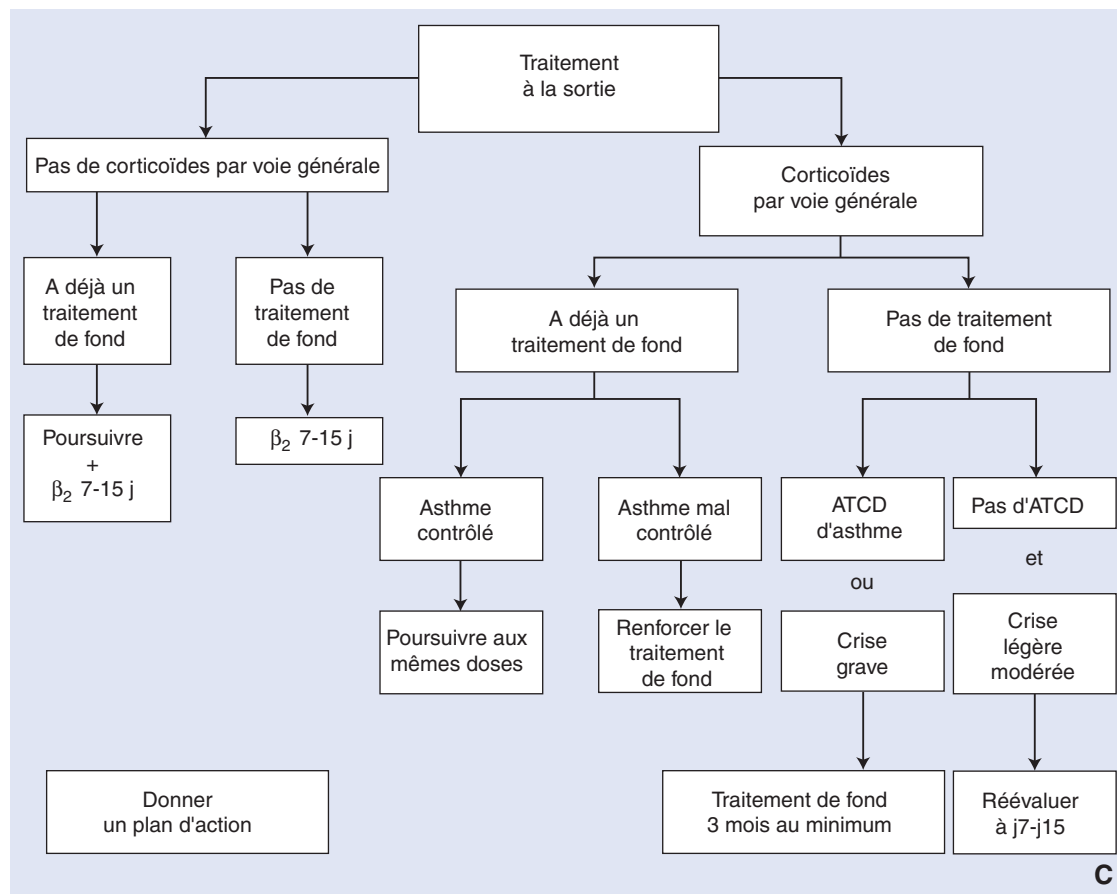 Traitement
à la sortie
Pas de corticoïdes par voie générale
Corticoïdes
par voie générale
A déjà un
traitement
de fond
Pas de
traitement
de fond
A déjà un
traitement de fond
Pas de traitement
de fond
Poursuivre
+
β₂ 7-15 j
β₂ 7-15 j
Asthme
contrôlé
Asthme mal
contrôlé
ATCD
d'asthme
Pas d'ATCD
ou
et
Poursuivre aux
mêmes doses
Renforcer le
traitement
de fond
Crise
grave
Crise
légère
modérée
Donner
un plan d'action
Traitement de fond
3 mois au minimum
Réévaluer
à j7-j15
C